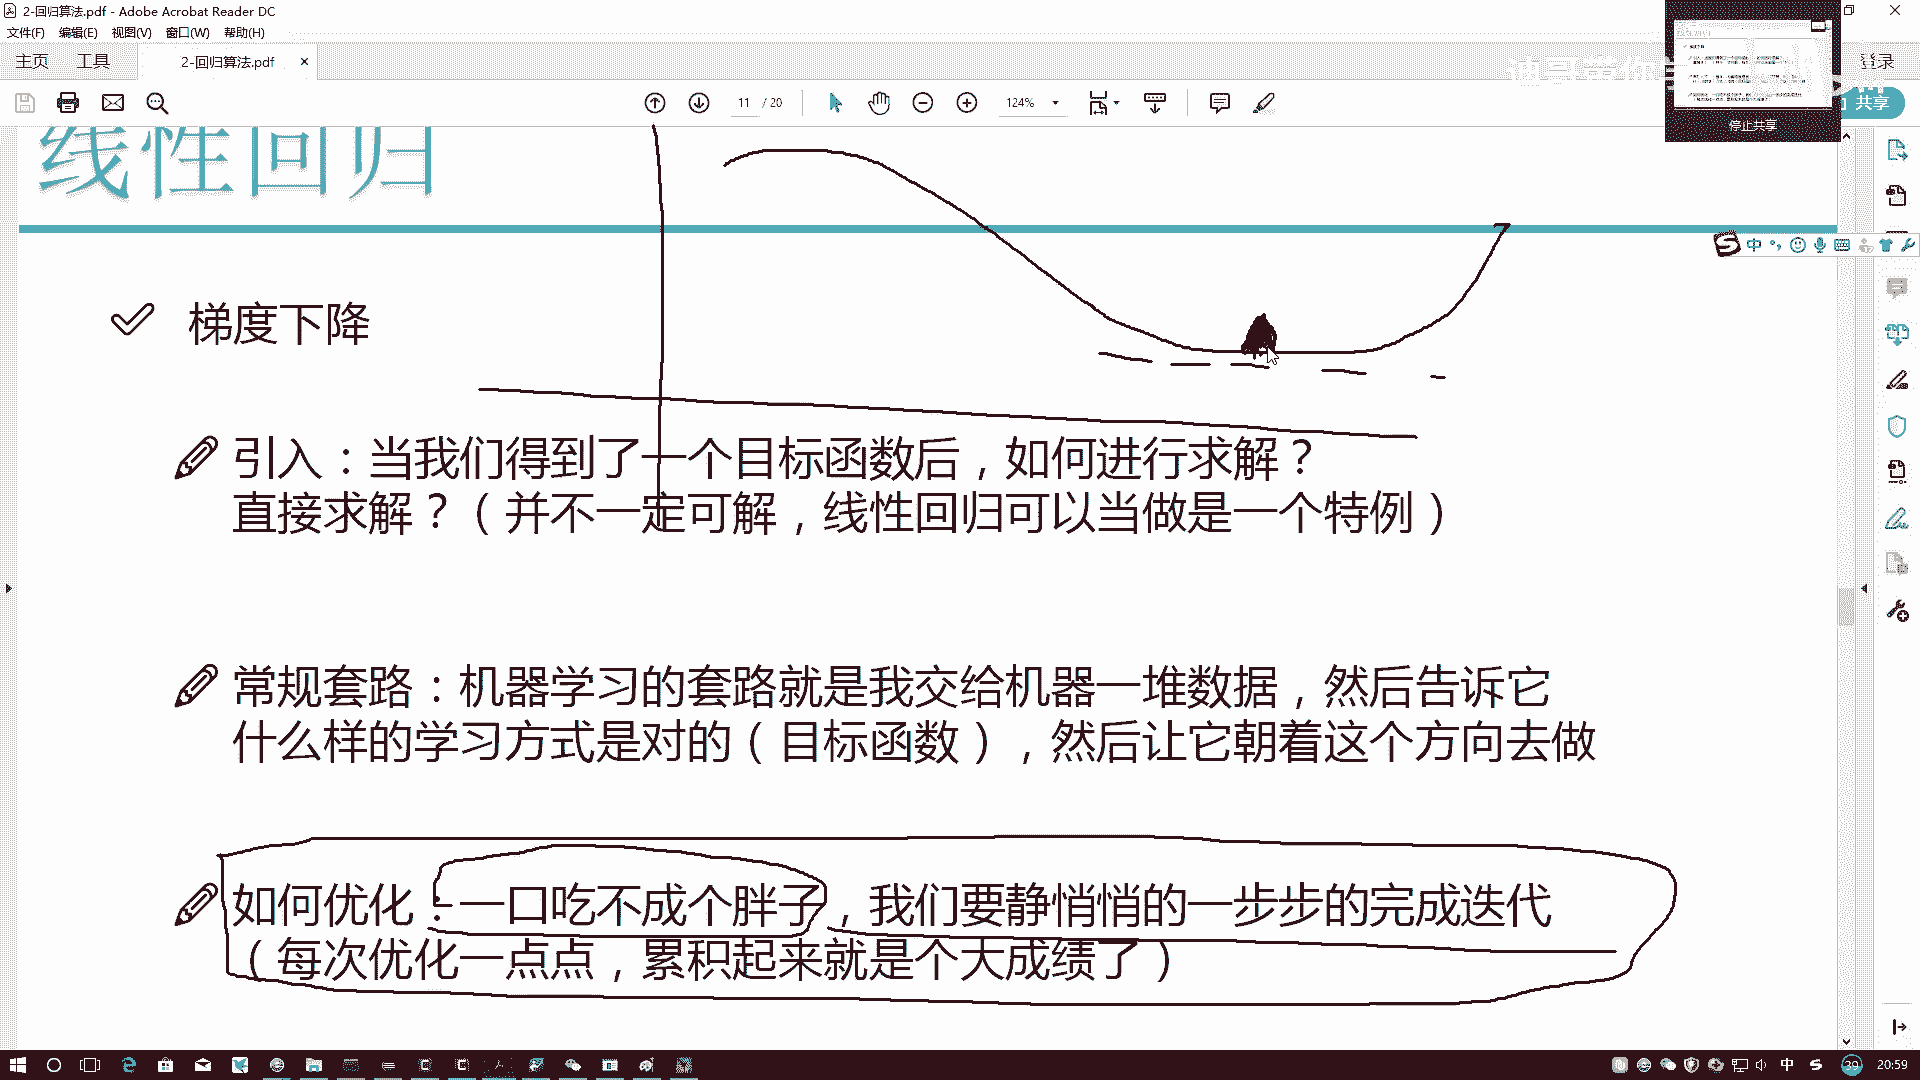 2-回归算法.pdf - Adobe Acrobat Reader DC
文件(F) 编辑(E) 视图(V) 窗口(W) 帮助(H)
主页 工具 2-回归算法.pdf × 登录
11 / 20 124% 共享
停止共享
线性回归
中
梯度下降
引入：当我们得到了一个目标函数后，如何进行求解？
直接求解？（并不一定可解，线性回归可以当做是一个特例）
常规套路：机器学习的套路就是我交给机器一堆数据，然后告诉它
什么样的学习方式是对的（目标函数），然后让它朝着这个方向去做
如何优化：一口吃不成个胖子，我们要静悄悄的一步步的完成迭代
（每次优化一点点，累积起来就是个大成绩了）
中 39 20:59